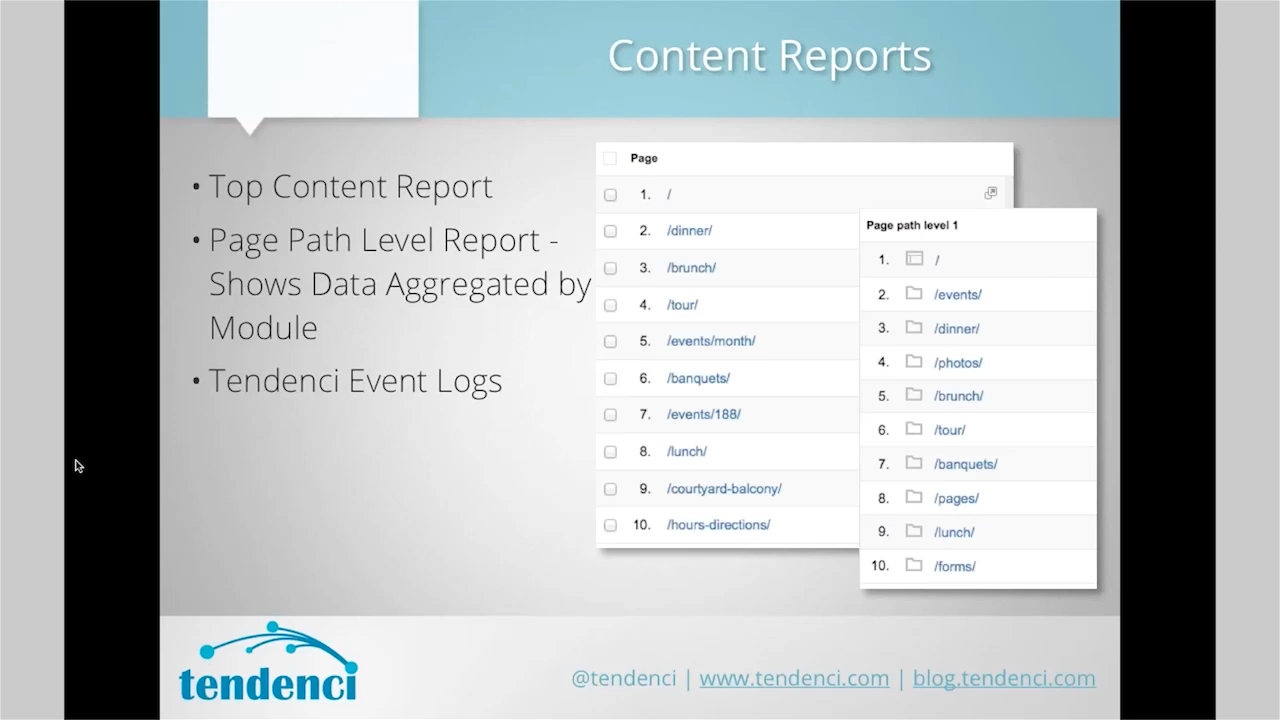 Content Reports
• Top Content Report
• Page Path Level Report -
Shows Data Aggregated by
Module
• Tendenci Event Logs
Page
1. /
2. /dinner/
3. /brunch/
4. /tour/
5. /events/month/
6. /banquets/
7. /events/188/
8. /lunch/
9. /courtyard-balcony/
10. /hours-directions/
Page path level 1
1. /
2. /events/
3. /dinner/
4. /photos/
5. /brunch/
6. /tour/
7. /banquets/
8. /pages/
9. /lunch/
10. /forms/
tendenci
@tendenci | www.tendenci.com | blog.tendenci.com